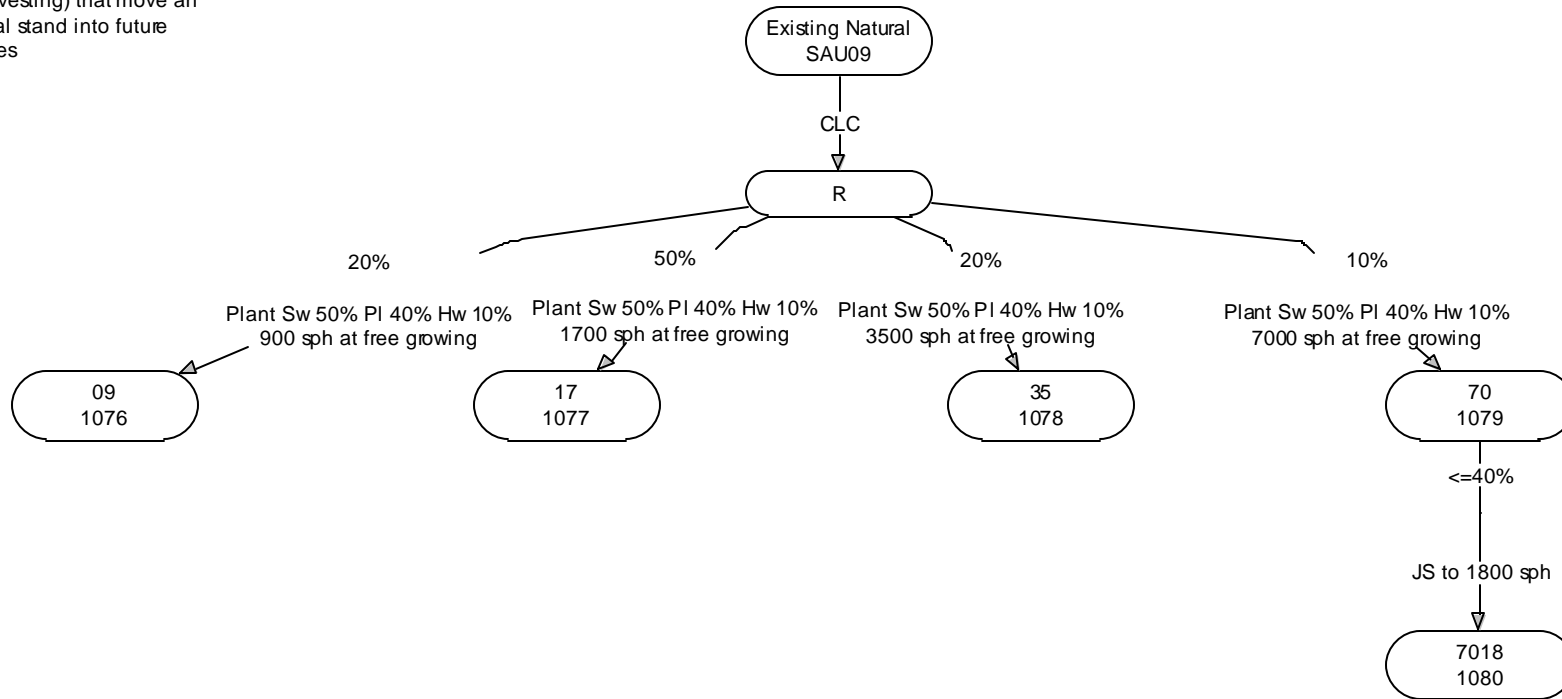 vesting) that move an
al stand into future
es
Existing Natural
SAU09
CLC
R
20%
50%
20%
10%
Plant Sw 50% Pl 40% Hw 10%
900 sph at free growing
Plant Sw 50% Pl 40% Hw 10%
1700 sph at free growing
Plant Sw 50% Pl 40% Hw 10%
3500 sph at free growing
Plant Sw 50% Pl 40% Hw 10%
7000 sph at free growing
09
1076
17
1077
35
1078
70
1079
<=40%
JS to 1800 sph
7018
1080